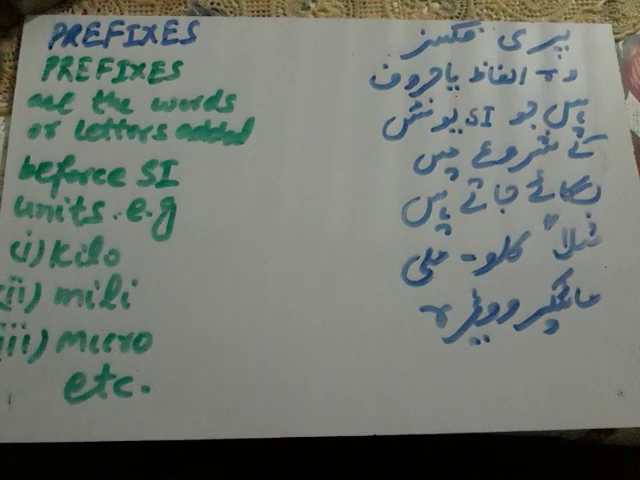 PREFIXES
PREFIXES
are the words
or letters added
beforce SI
units. e.g
(i) kilo
(ii) mili
(iii) micro
etc.
پری فکسز
وہ الفاظ یا حروف
ہیں جو SI یونٹس
کے شروع میں
لگائے جاتے ہیں
مثلاً کلو - ملی
مائیکرو وغیرہ